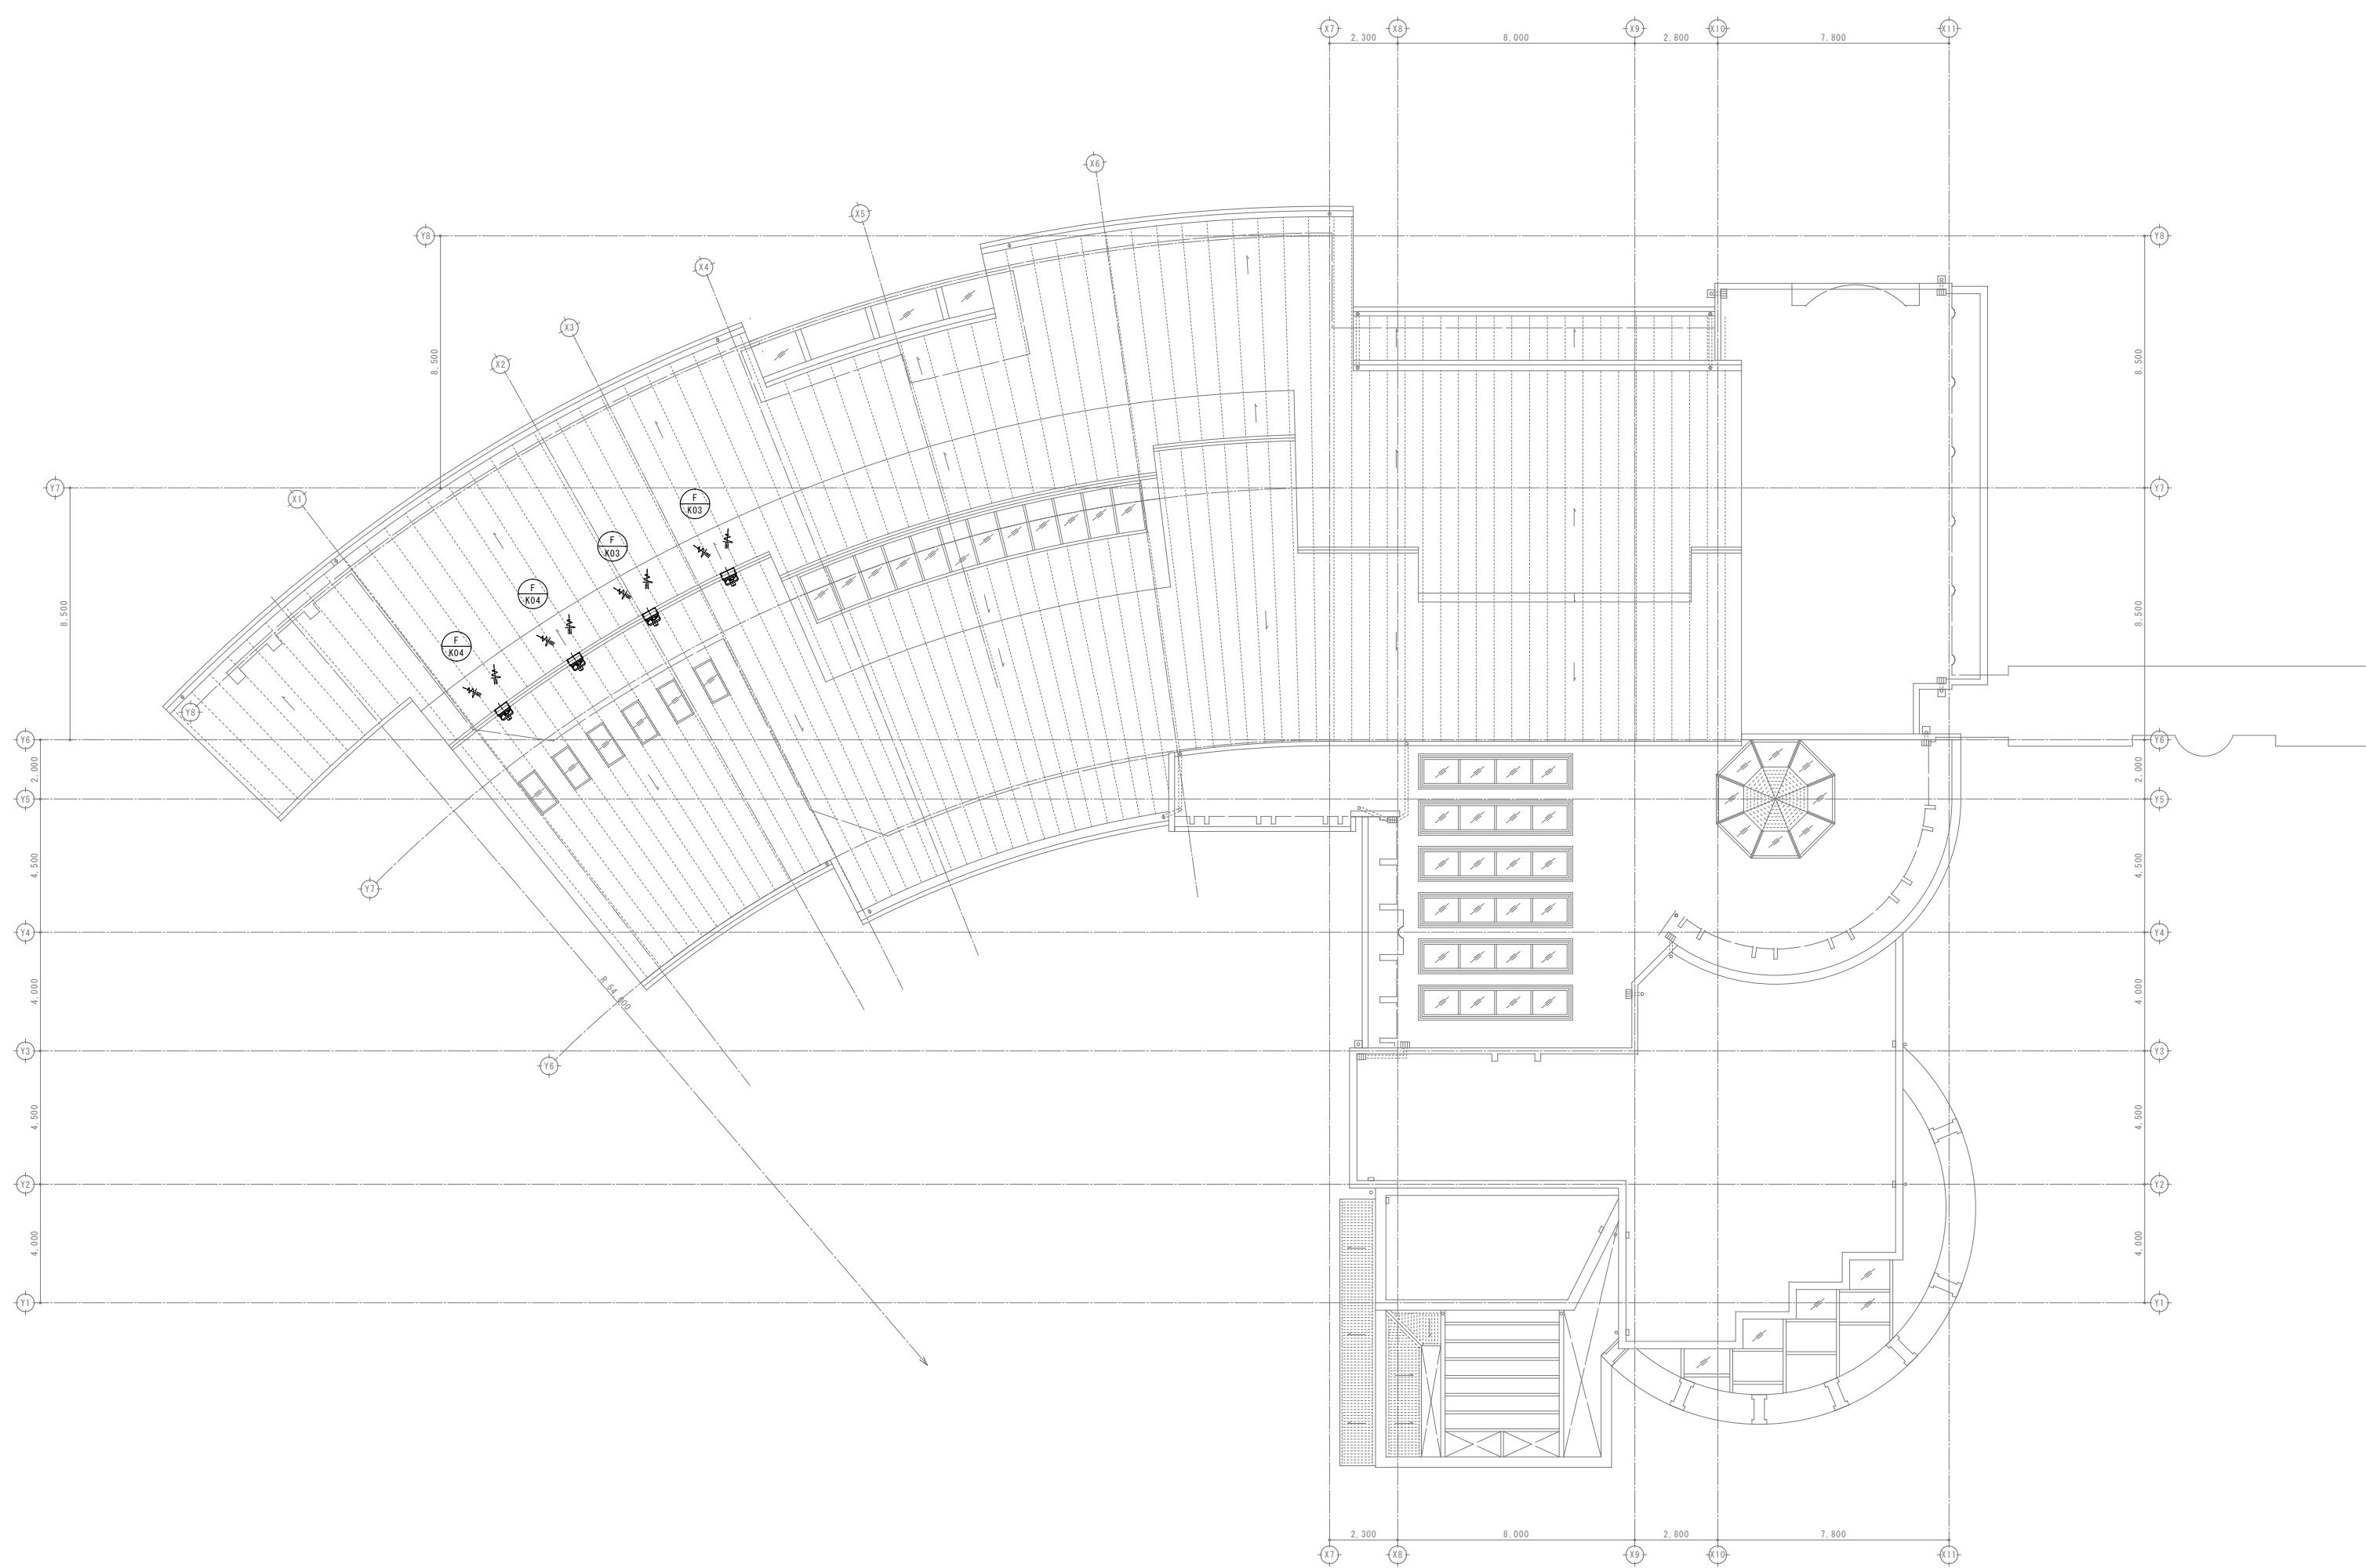 X7
X8
X9
X10
X11
2,300
8,000
2,800
7,800
X6
X5
Y8
Y8
X4
X3
X2
8,500
8,500
Y7
X1
Y7
F
K03
F
K03
F
K04
F
K04
8,500
8,500
Y8
Y6
Y6
2,000
2,000
Y5
Y5
4,500
4,500
Y7
Y4
Y4
4,000
R 54,000
4,000
Y3
Y3
Y6
4,500
4,500
Y2
Y2
4,000
4,000
Y1
Y1
2,300
8,000
2,800
7,800
X7
X8
X9
X10
X11